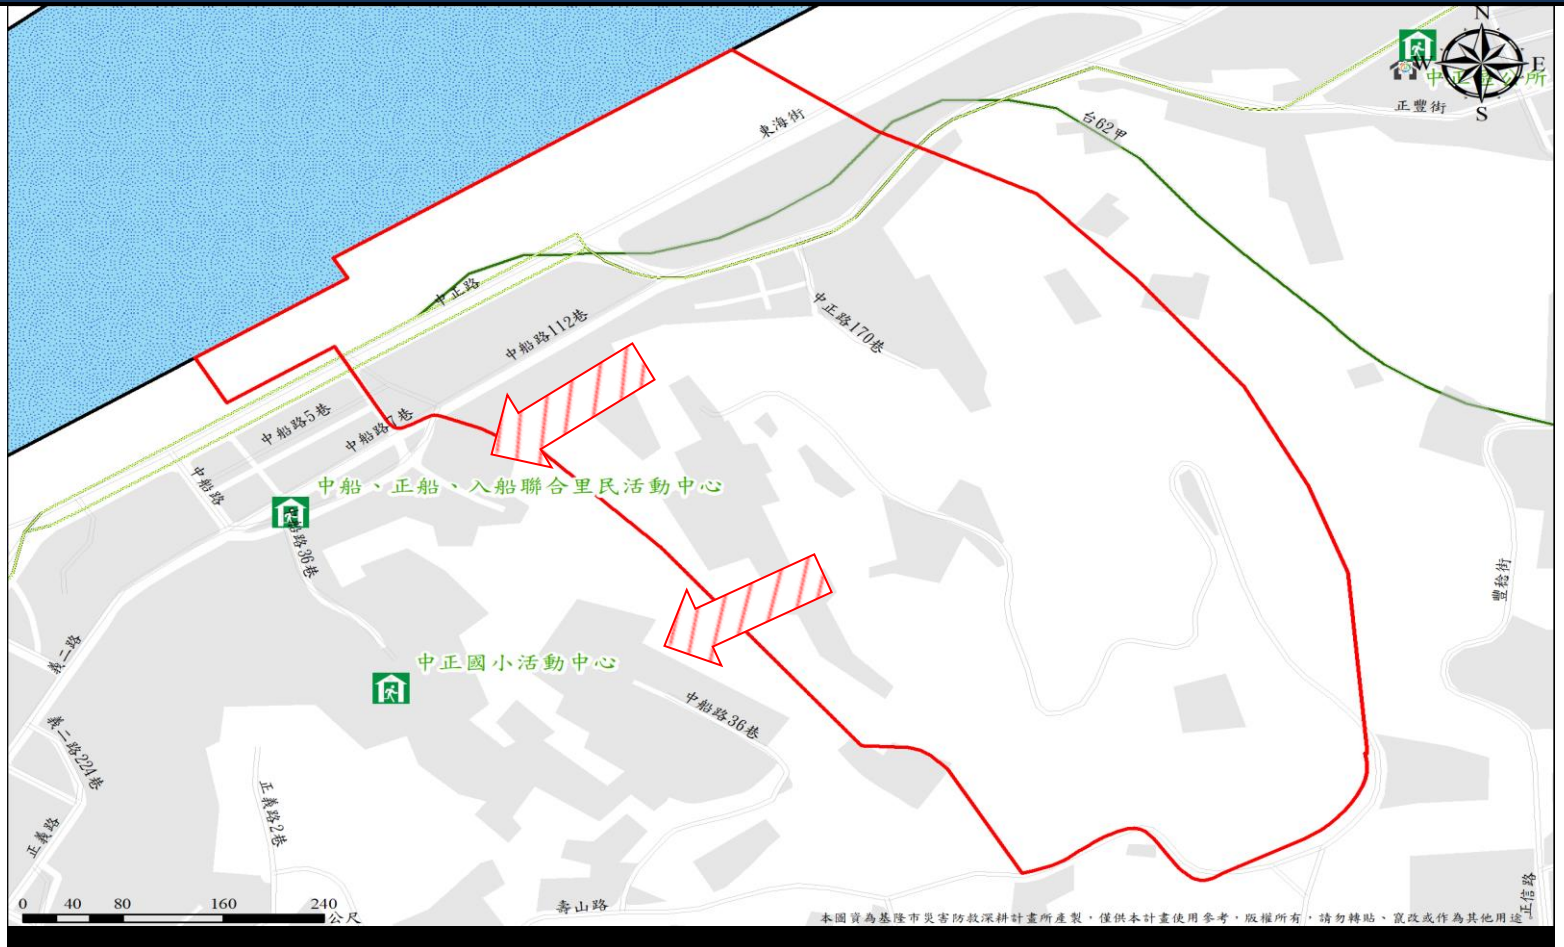 N
W
E
S
中正區公所
正豐街
東海街
台62甲
中正路
中船路112巷
中正路170巷
中船路5巷
中船路7巷
中船路
中船、正船、入船聯合里民活動中心
中船路36巷
豐稔街
義二路
中正國小活動中心
中船路36巷
義二路224巷
正義路2巷
正義路
正信路
壽山路
0 40 80 160 240
公尺
本圖資為基隆市災害防救深耕計畫所產製，僅供本計畫使用參考，版權所有，請勿轉貼、竄改或作為其他用途